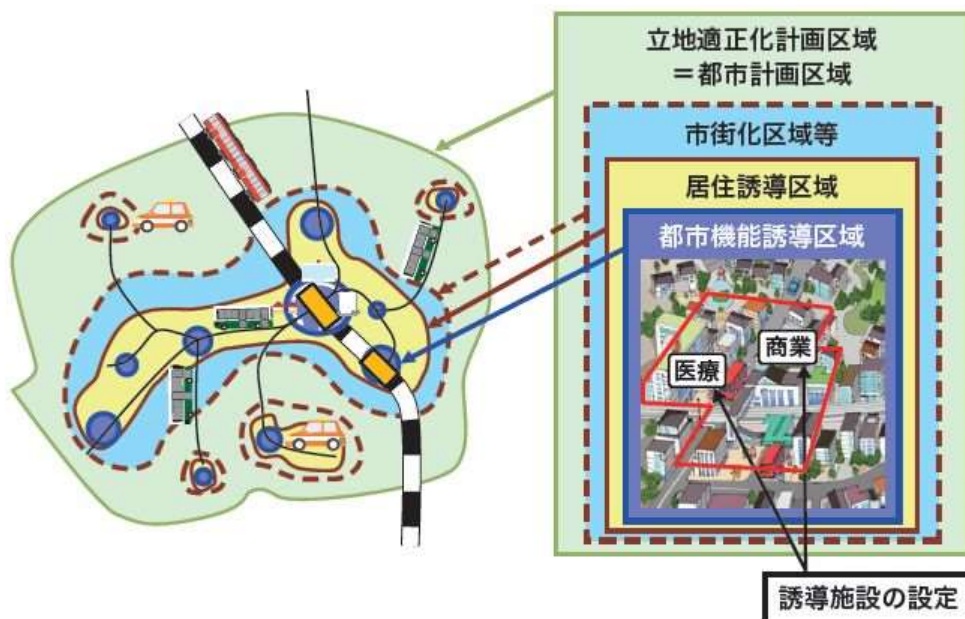 立地適正化計画区域
＝都市計画区域
市街化区域等
居住誘導区域
都市機能誘導区域
商業
医療
誘導施設の設定